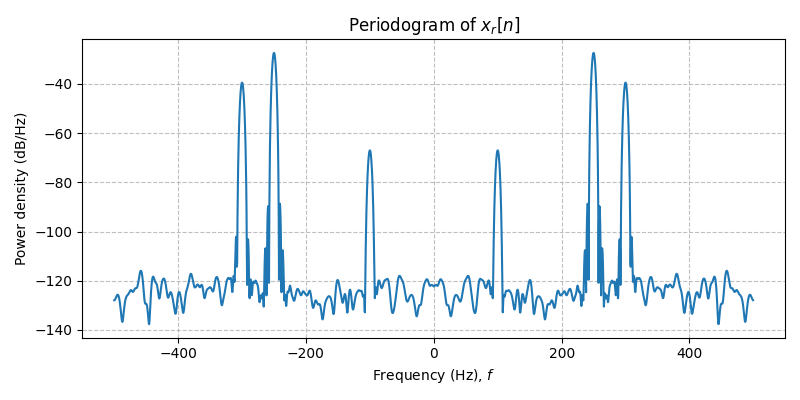 Periodogram of x_r[n]
Power density (dB/Hz)
−40
−60
−80
−100
−120
−140
−400 −200 0 200 400
Frequency (Hz), f